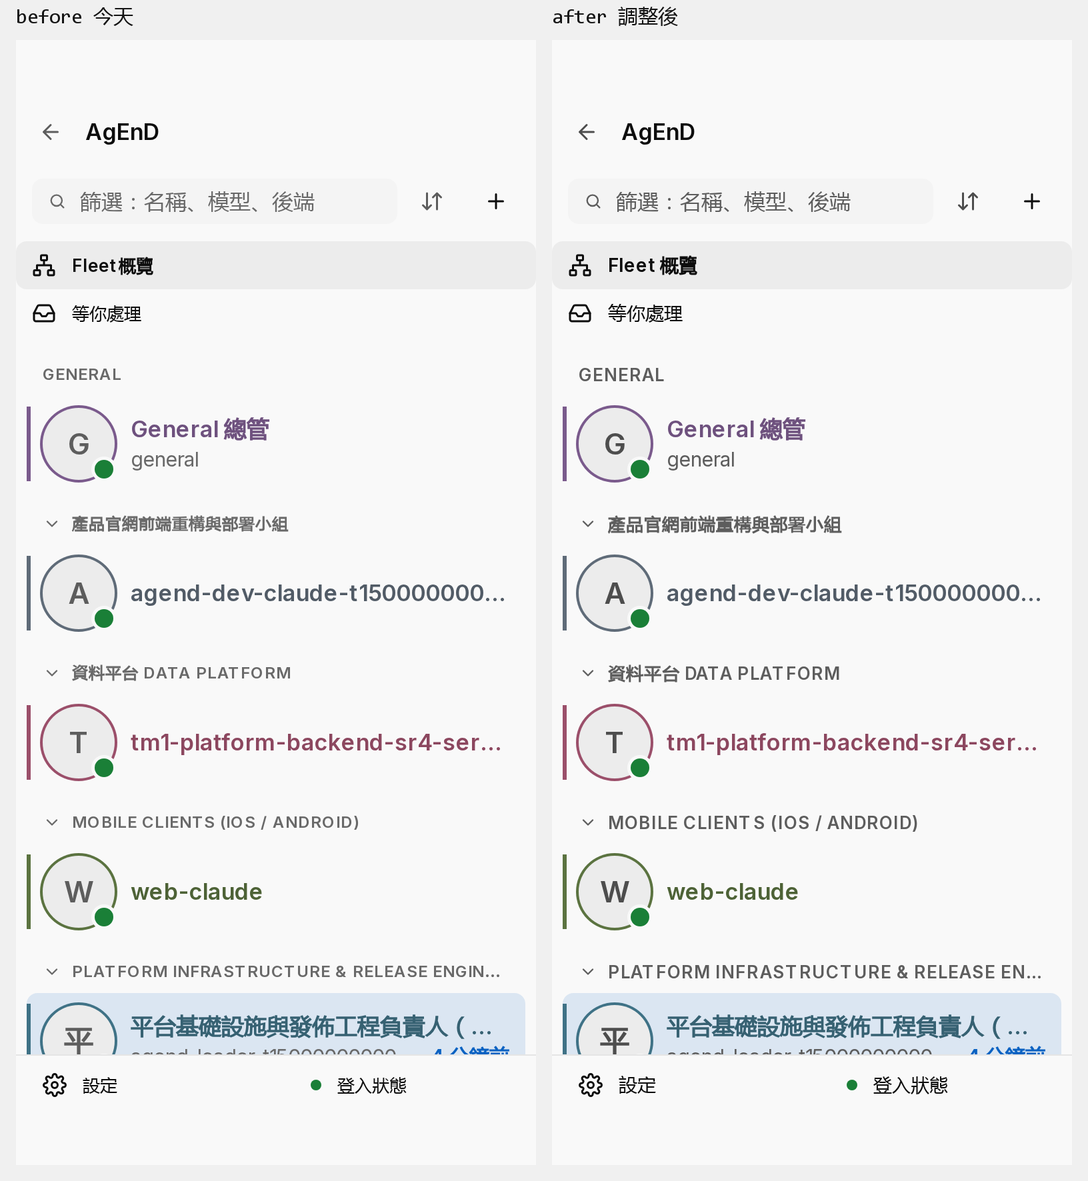 before 今天
AgEnD
篩選：名稱、模型、後端
Fleet概覽
等你處理
GENERAL
G
General 總管
general
產品官網前端重構與部署小組
A
agend-dev-claude-t150000000...
資料平台 DATA PLATFORM
T
tm1-platform-backend-sr4-ser...
MOBILE CLIENTS (IOS / ANDROID)
W
web-claude
PLATFORM INFRASTRUCTURE & RELEASE ENGIN...
平
平台基礎設施與發佈工程負責人（...
設定
登入狀態
after 調整後
AgEnD
篩選：名稱、模型、後端
Fleet 概覽
等你處理
GENERAL
G
General 總管
general
產品官網前端重構與部署小組
A
agend-dev-claude-t150000000...
資料平台 DATA PLATFORM
T
tm1-platform-backend-sr4-ser...
MOBILE CLIENTS (IOS / ANDROID)
W
web-claude
PLATFORM INFRASTRUCTURE & RELEASE EN...
平
平台基礎設施與發佈工程負責人（...
設定
登入狀態